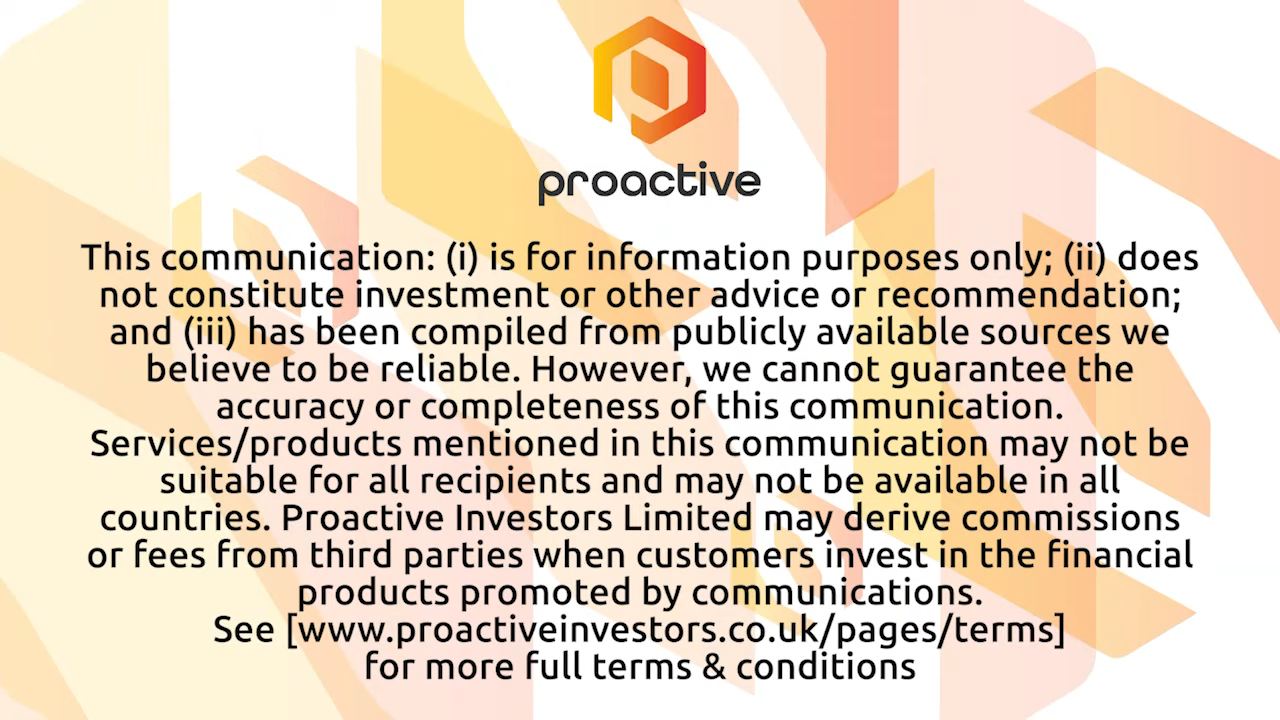 proactive
This communication: (i) is for information purposes only; (ii) does
not constitute investment or other advice or recommendation;
and (iii) has been compiled from publicly available sources we
believe to be reliable. However, we cannot guarantee the
accuracy or completeness of this communication.
Services/products mentioned in this communication may not be
suitable for all recipients and may not be available in all
countries. Proactive Investors Limited may derive commissions
or fees from third parties when customers invest in the financial
products promoted by communications.
See [www.proactiveinvestors.co.uk/pages/terms]
for more full terms & conditions